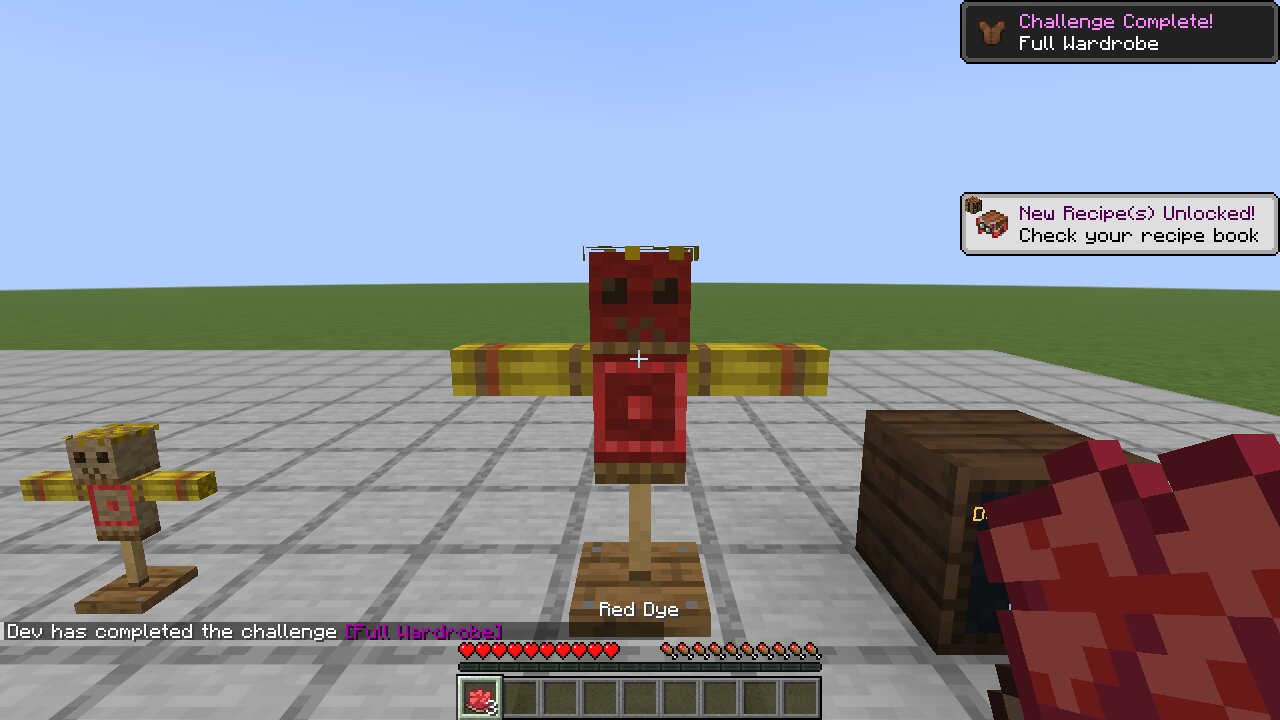 Challenge Complete!
Full Wardrobe
New Recipe(s) Unlocked!
Check your recipe book
D
Red Dye
Dev has completed the challenge [Full Wardrobe]